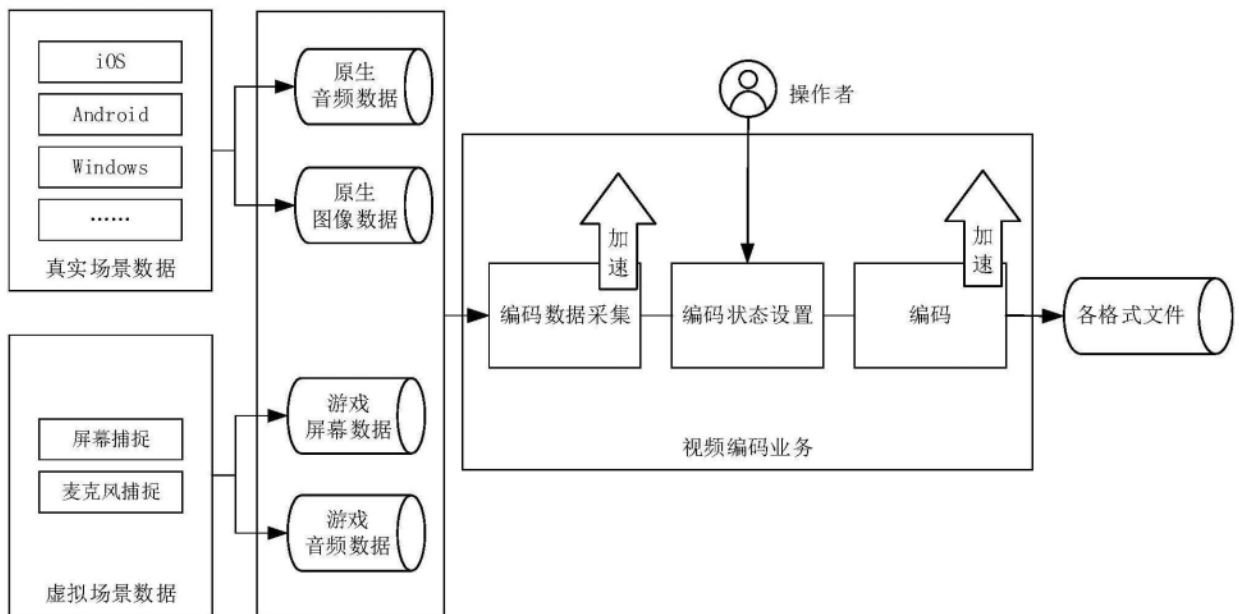 iOS
Android
Windows
……
真实场景数据
屏幕捕捉
麦克风捕捉
虚拟场景数据
原生
音频数据
原生
图像数据
游戏
屏幕数据
游戏
音频数据
操作者
加
速
编码数据采集
编码状态设置
加
速
编码
视频编码业务
各格式文件